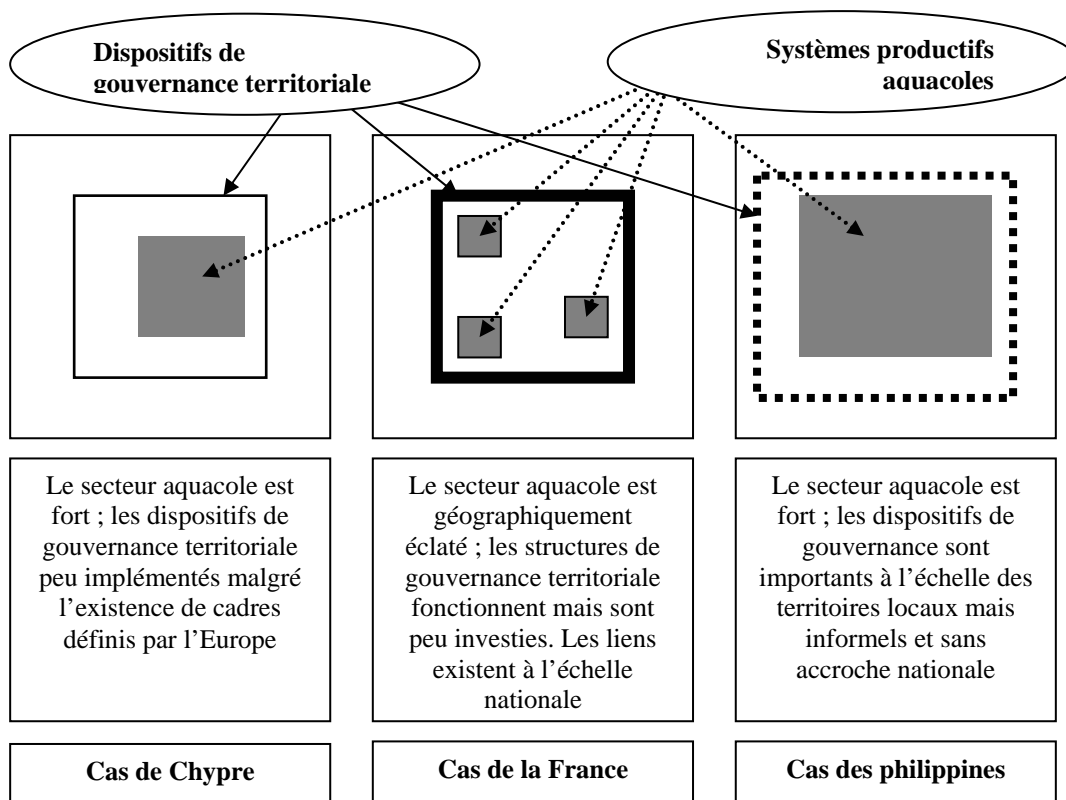 Dispositifs de
gouvernance territoriale
Systèmes productifs
aquacoles
Le secteur aquacole est
fort ; les dispositifs de
gouvernance territoriale
peu implémentés malgré
l’existence de cadres
définis par l’Europe
Le secteur aquacole est
géographiquement
éclaté ; les structures de
gouvernance territoriale
fonctionnent mais sont
peu investies. Les liens
existent à l’échelle
nationale
Le secteur aquacole est
fort ; les dispositifs de
gouvernance sont
importants à l’échelle des
territoires locaux mais
informels et sans
accroche nationale
Cas de Chypre
Cas de la France
Cas des philippines